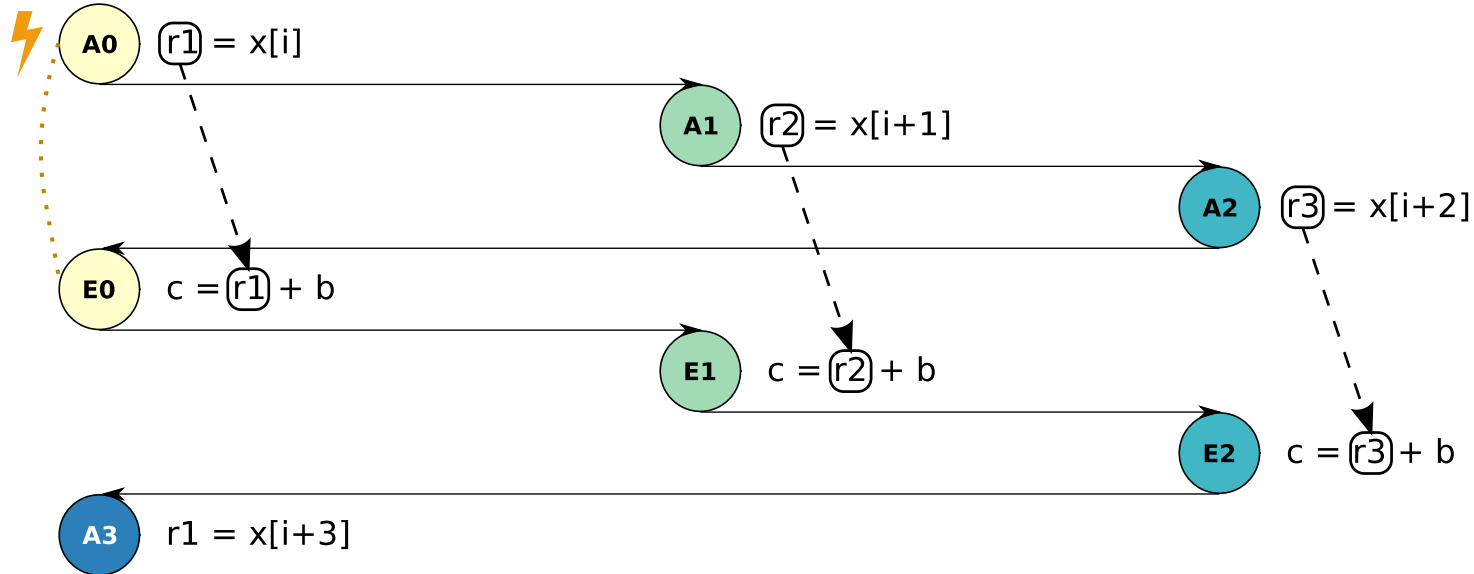 A0 r1 = x[i]
A1 r2 = x[i+1]
A2 r3 = x[i+2]
E0 c = r1 + b
E1 c = r2 + b
E2 c = r3 + b
A3 r1 = x[i+3]